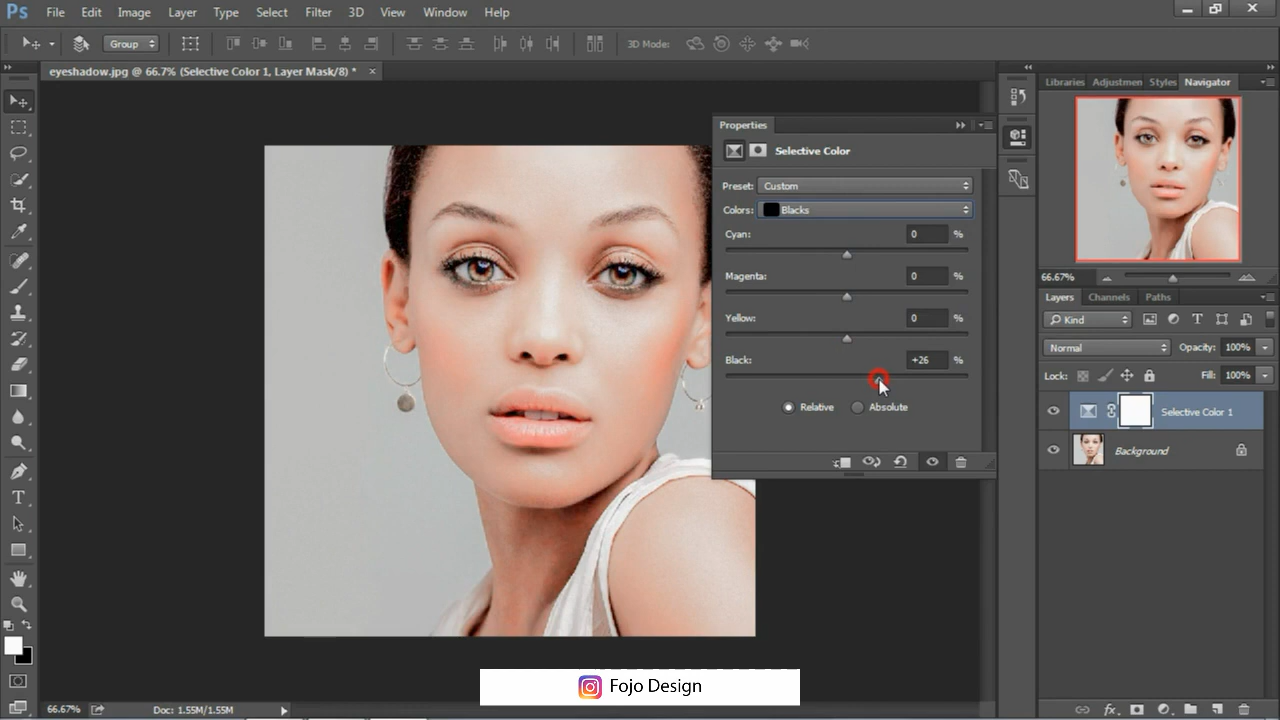 Ps File Edit Image Layer Type Select Filter 3D View Window Help
Group 3D Mode:
eyeshadow.jpg @ 66.7% (Selective Color 1, Layer Mask/8) *
Libraries Adjustmen Styles Navigator
Properties
Selective Color
Preset: Custom
Colors: Blacks
Cyan: 0 %
Magenta: 0 %
Yellow: 0 %
Black: +26 %
Relative Absolute
66.67%
Layers Channels Paths
Kind
Normal Opacity: 100%
Lock: Fill: 100%
Selective Color 1
Background
Fojo Design
66.67% Doc: 1.55M/1.55M